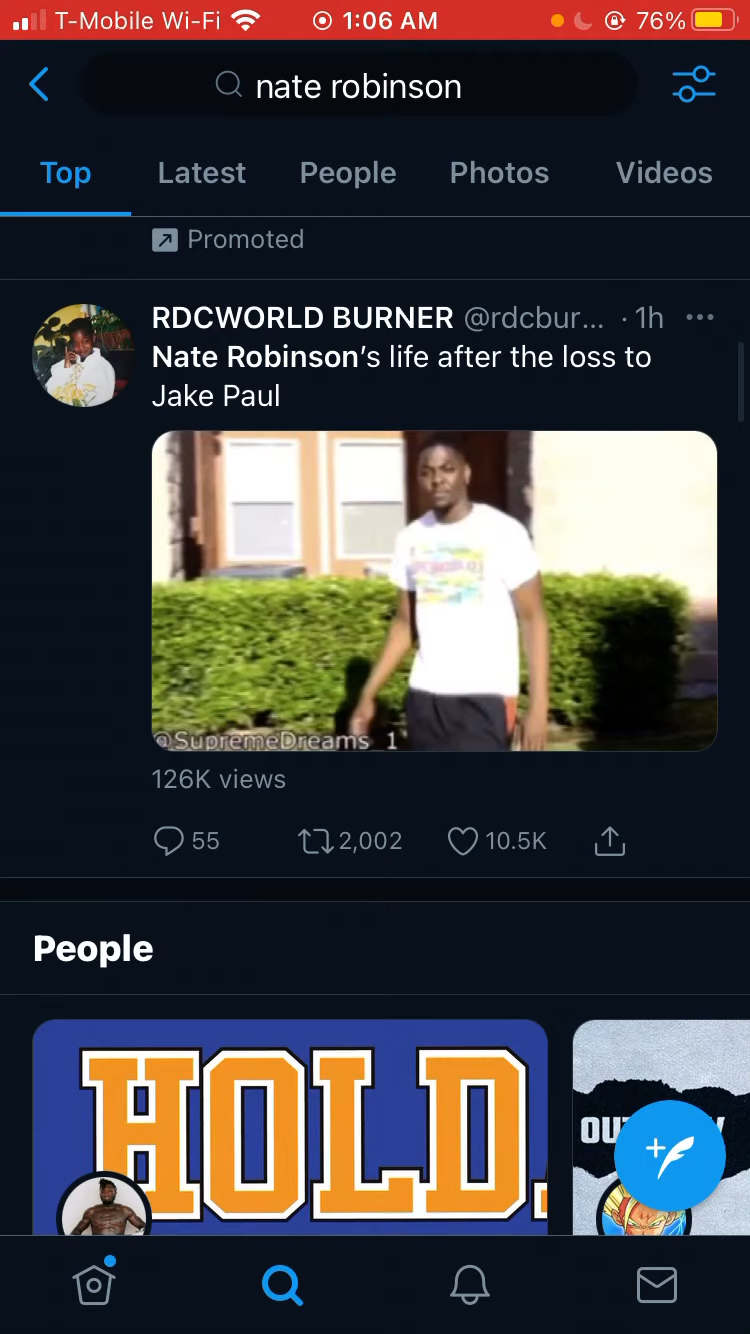 T-Mobile Wi-Fi 1:06 AM 76%
nate robinson
Top Latest People Photos Videos
Promoted
RDCWORLD BURNER @rdcbur... · 1h
Nate Robinson's life after the loss to
Jake Paul
@SupremeDreams_1
126K views
55 2,002 10.5K
People
HOLD